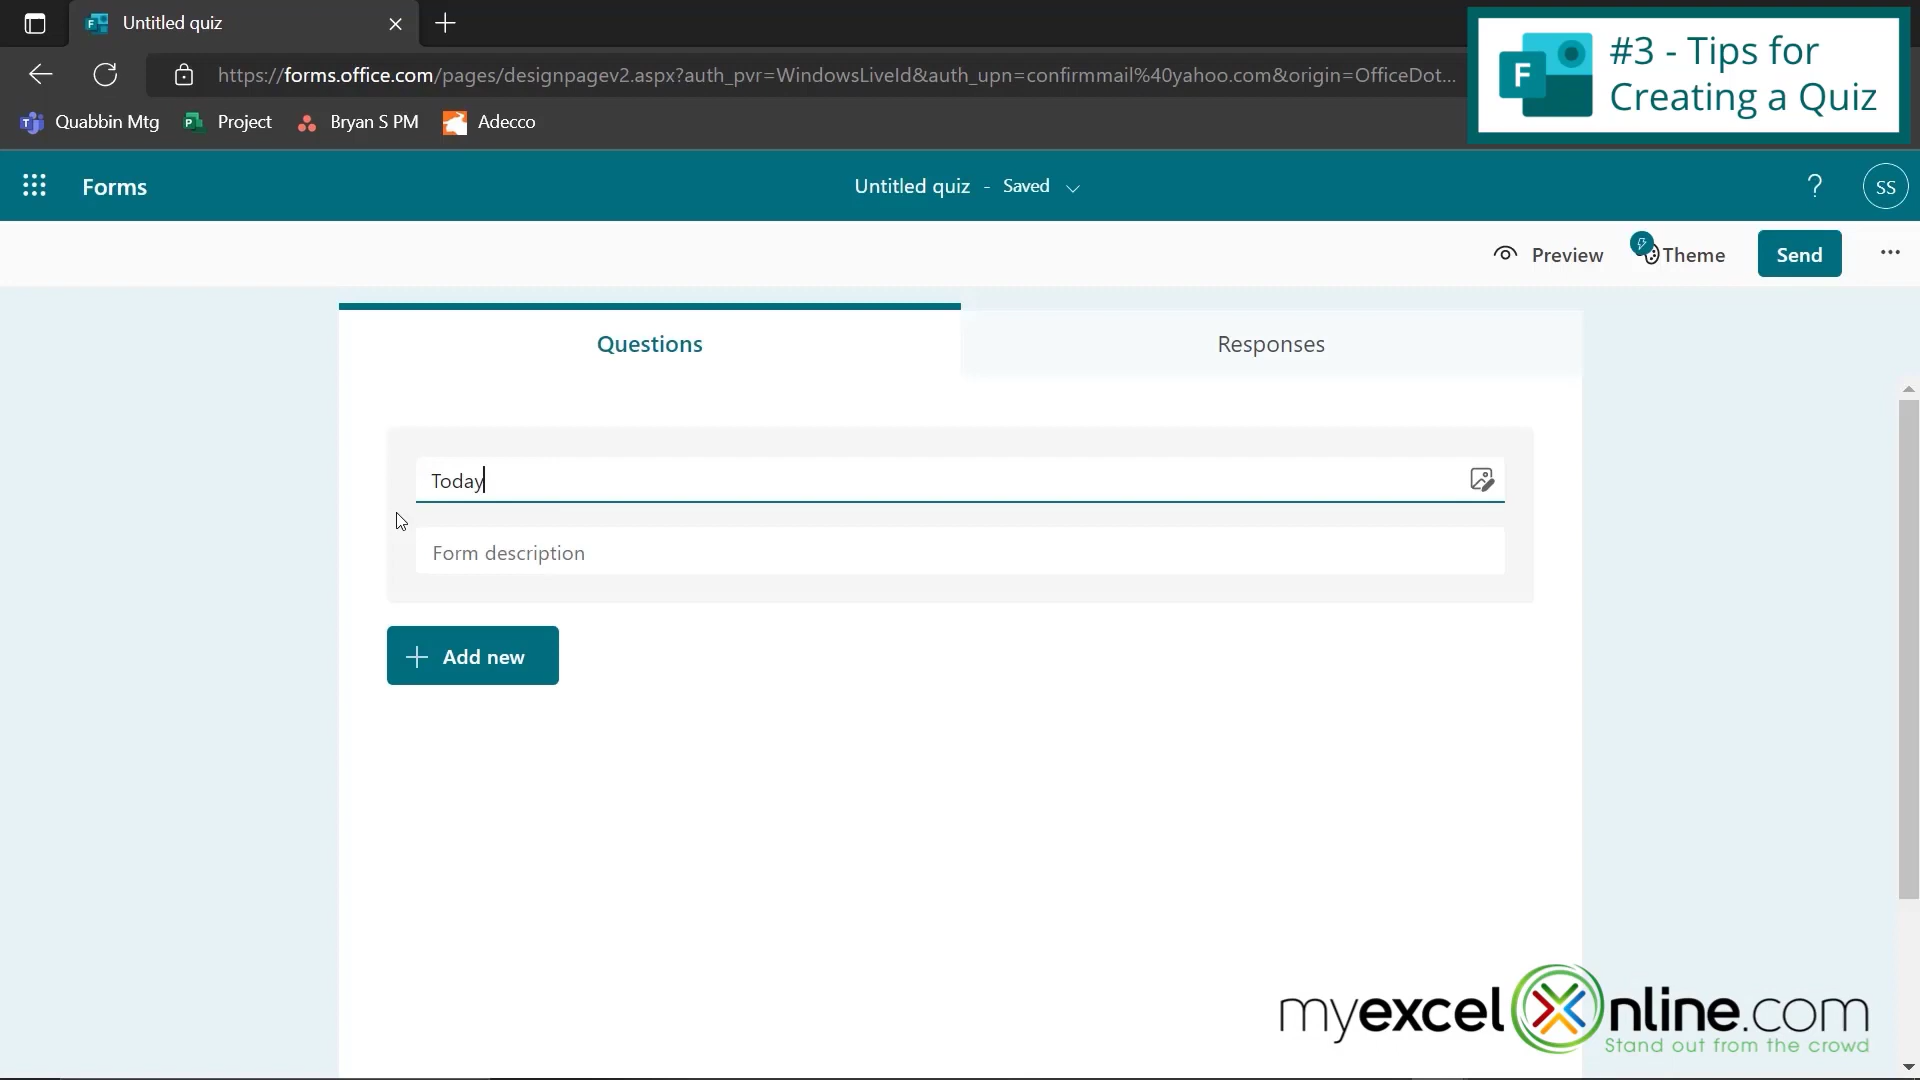 Untitled quiz
https://forms.office.com/pages/designpagev2.aspx?auth_pvr=WindowsLiveId&auth_upn=confirmmail%40yahoo.com&origin=OfficeDot...
#3 - Tips for
Creating a Quiz
Quabbin Mtg
Project
Bryan S PM
Adecco
Forms
Untitled quiz - Saved
?
SS
Preview
Theme
Send
Questions
Responses
Today
Form description
Add new
myexcelonline.com
Stand out from the crowd